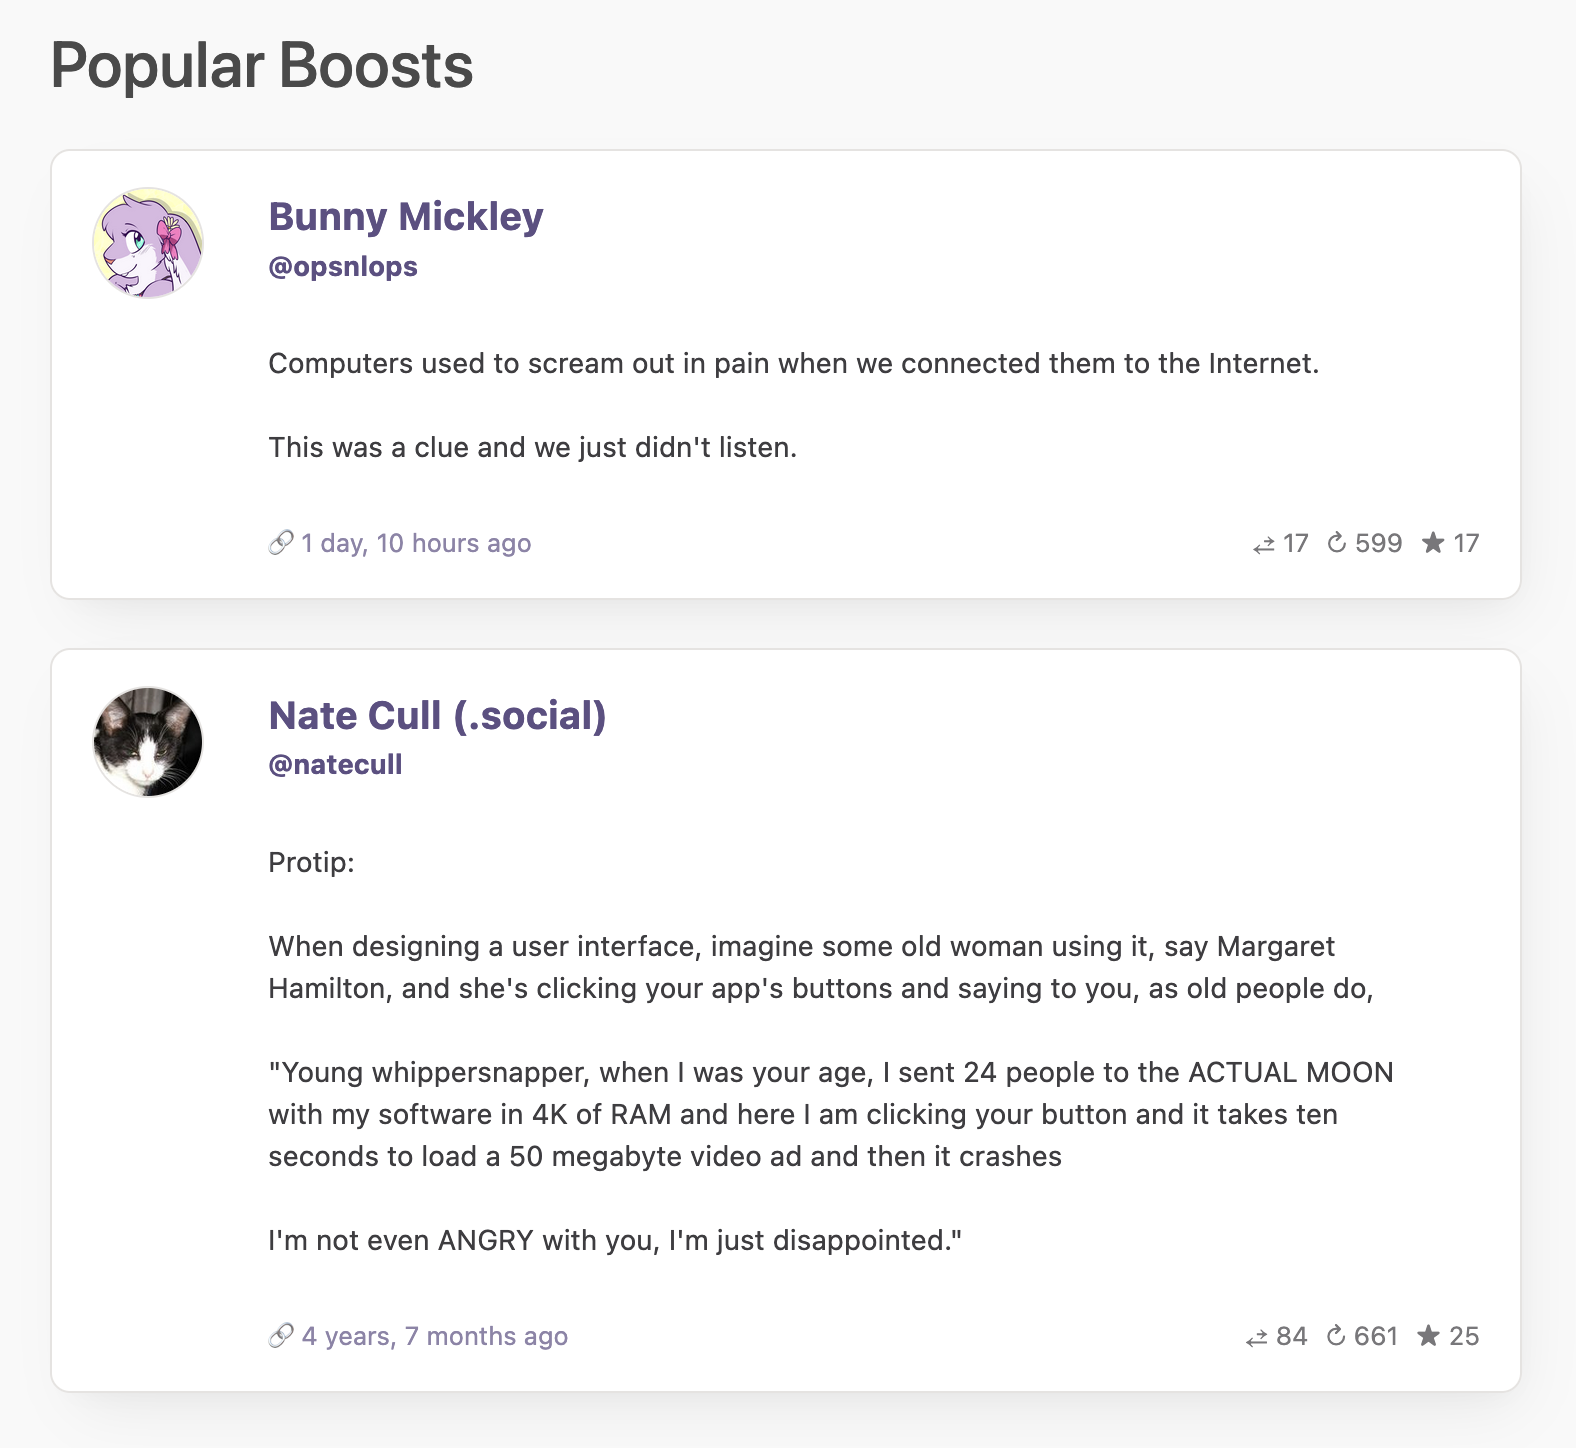 Popular Boosts
Bunny Mickley
@opsnlops
Computers used to scream out in pain when we connected them to the Internet.
This was a clue and we just didn't listen.
1 day, 10 hours ago
17 599 17
Nate Cull (.social)
@natecull
Protip:
When designing a user interface, imagine some old woman using it, say Margaret
Hamilton, and she's clicking your app's buttons and saying to you, as old people do,
"Young whippersnapper, when I was your age, I sent 24 people to the ACTUAL MOON
with my software in 4K of RAM and here I am clicking your button and it takes ten
seconds to load a 50 megabyte video ad and then it crashes
I'm not even ANGRY with you, I'm just disappointed."
4 years, 7 months ago
84 661 25